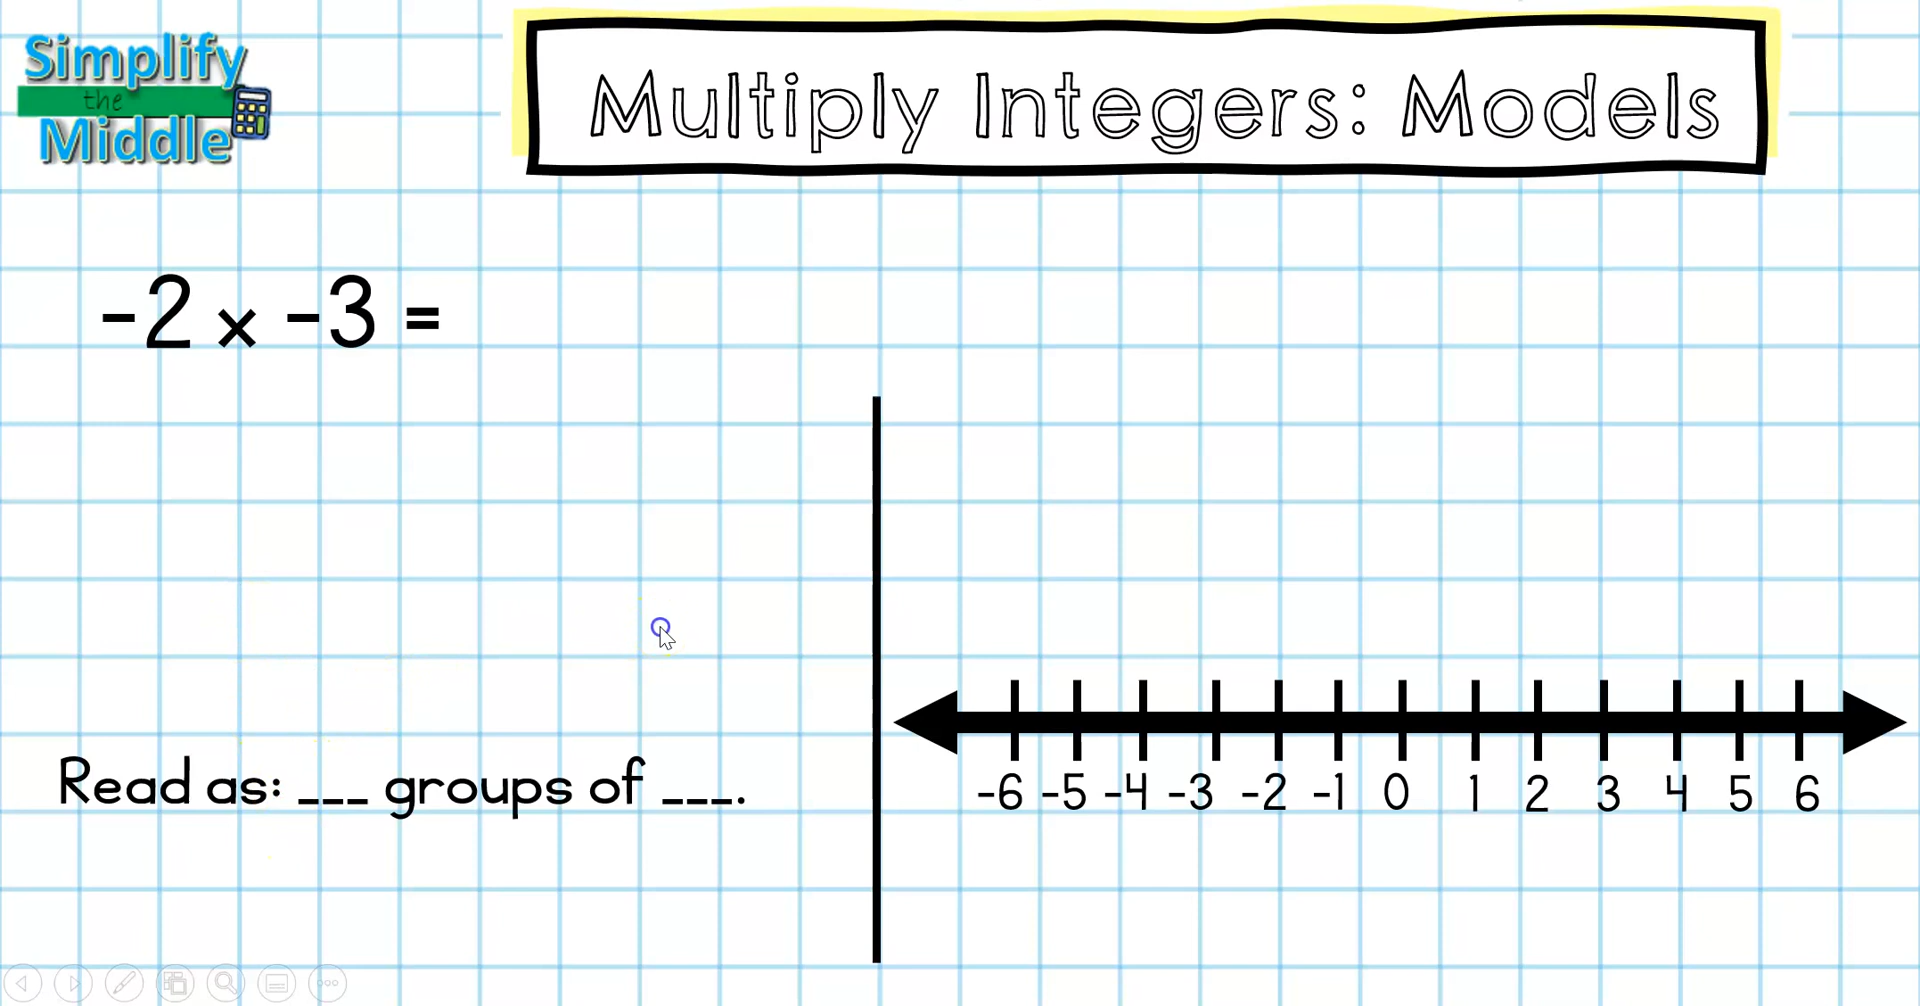 Simplify
the
Middle
Multiply Integers: Models
-2 × -3 =
Read as: ___ groups of ___.
-6 -5 -4 -3 -2 -1 0 1 2 3 4 5 6